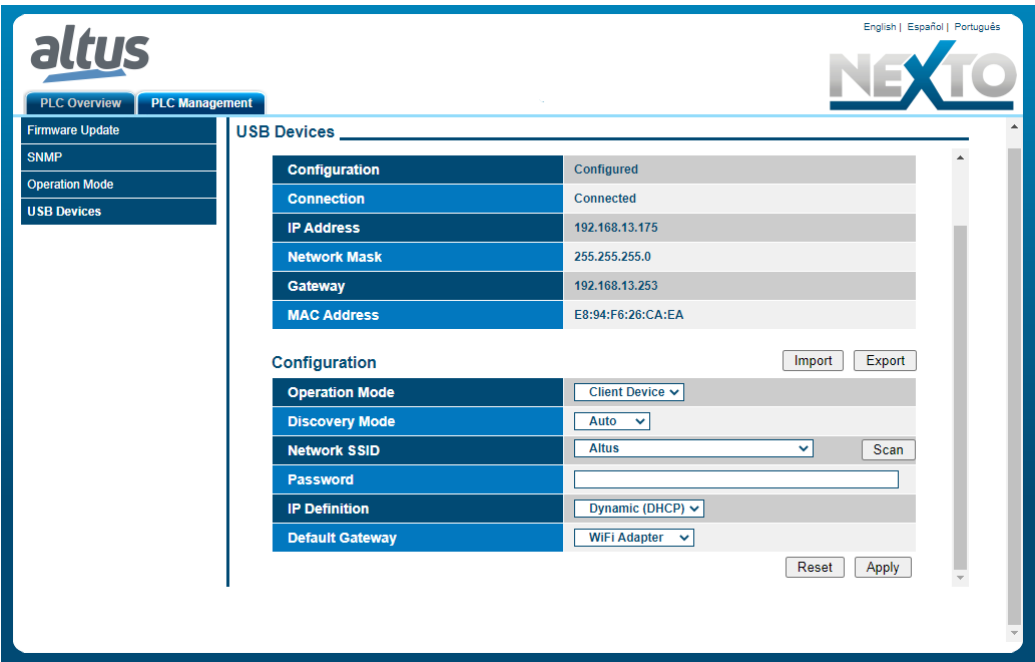 English | Español | Português
altus
NEXTO
PLC Overview PLC Management
Firmware Update
SNMP
Operation Mode
USB Devices
USB Devices
Configuration Configured
Connection Connected
IP Address 192.168.13.175
Network Mask 255.255.255.0
Gateway 192.168.13.253
MAC Address E8:94:F6:26:CA:EA
Configuration Import Export
Operation Mode Client Device
Discovery Mode Auto
Network SSID Altus Scan
Password
IP Definition Dynamic (DHCP)
Default Gateway WiFi Adapter
Reset Apply